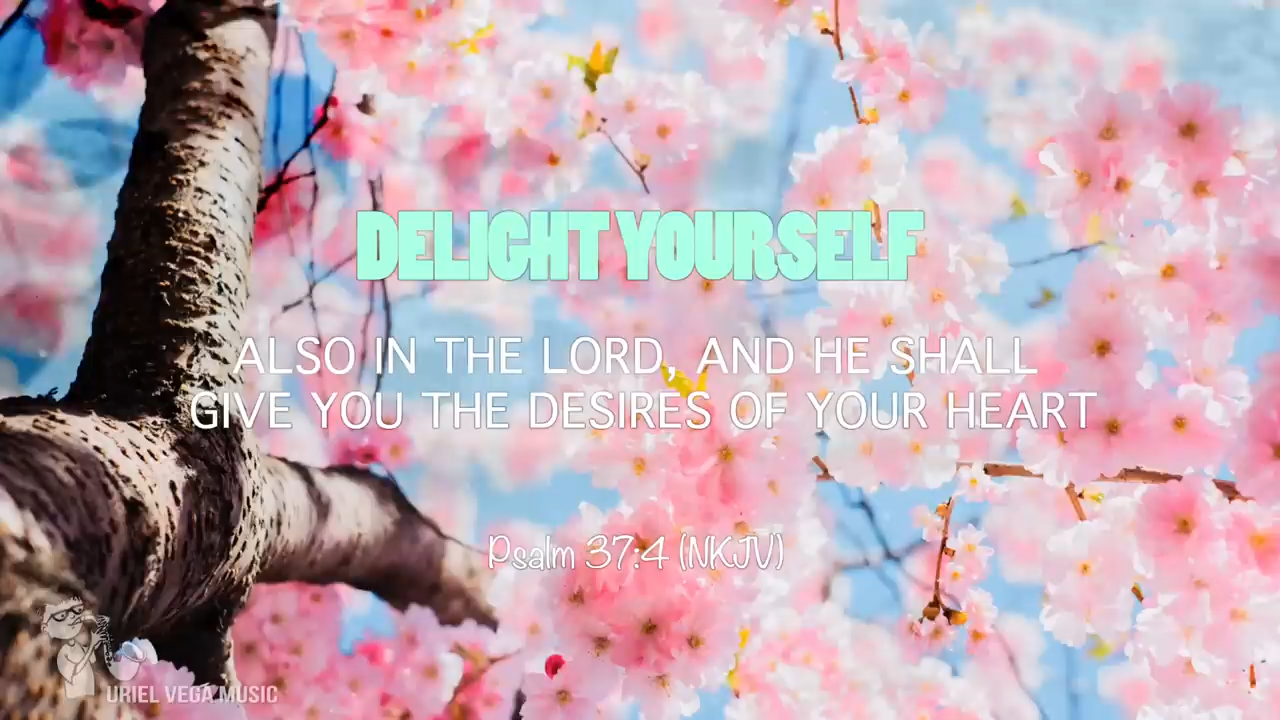 DELIGHT YOURSELF
ALSO IN THE LORD, AND HE SHALL
GIVE YOU THE DESIRES OF YOUR HEART
Psalm 37:4 (NKJV)
URIEL VEGA MUSIC